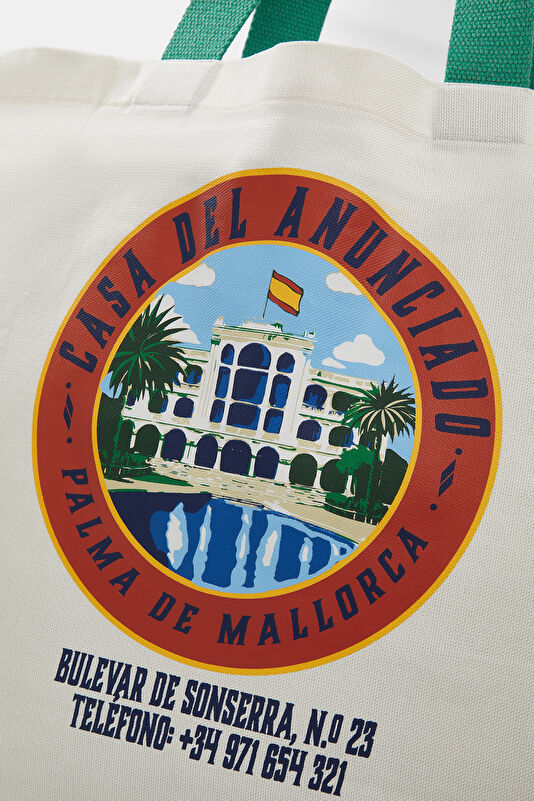 CASA DEL ANUNCIADO
PALMA DE MALLORCA
BULEVAR DE SONSERRA, N.º 23
TELÉFONO: +34 971 654 321